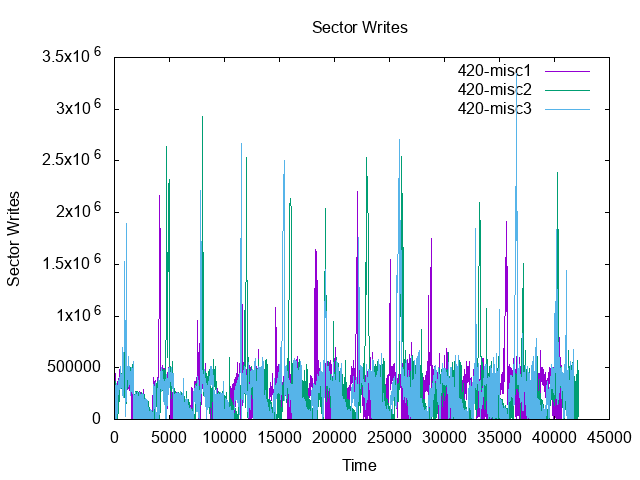 Sector Writes
3.5x10 6
3x10 6
2.5x10 6
2x10 6
1.5x10 6
1x10 6
500000
0
Sector Writes
420-misc1
420-misc2
420-misc3
0 5000 10000 15000 20000 25000 30000 35000 40000 45000
Time